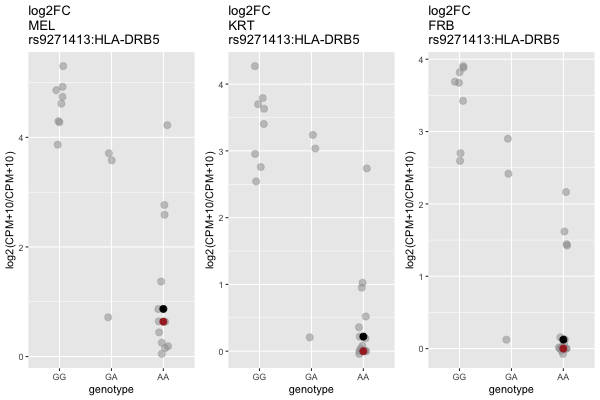 log2FC
MEL
rs9271413:HLA-DRB5
log2(CPM+10/CPM+10)
4
2
0
GG
GA
AA
genotype
log2FC
KRT
rs9271413:HLA-DRB5
log2(CPM+10/CPM+10)
4
3
2
1
0
GG
GA
AA
genotype
log2FC
FRB
rs9271413:HLA-DRB5
log2(CPM+10/CPM+10)
4
3
2
1
0
GG
GA
AA
genotype